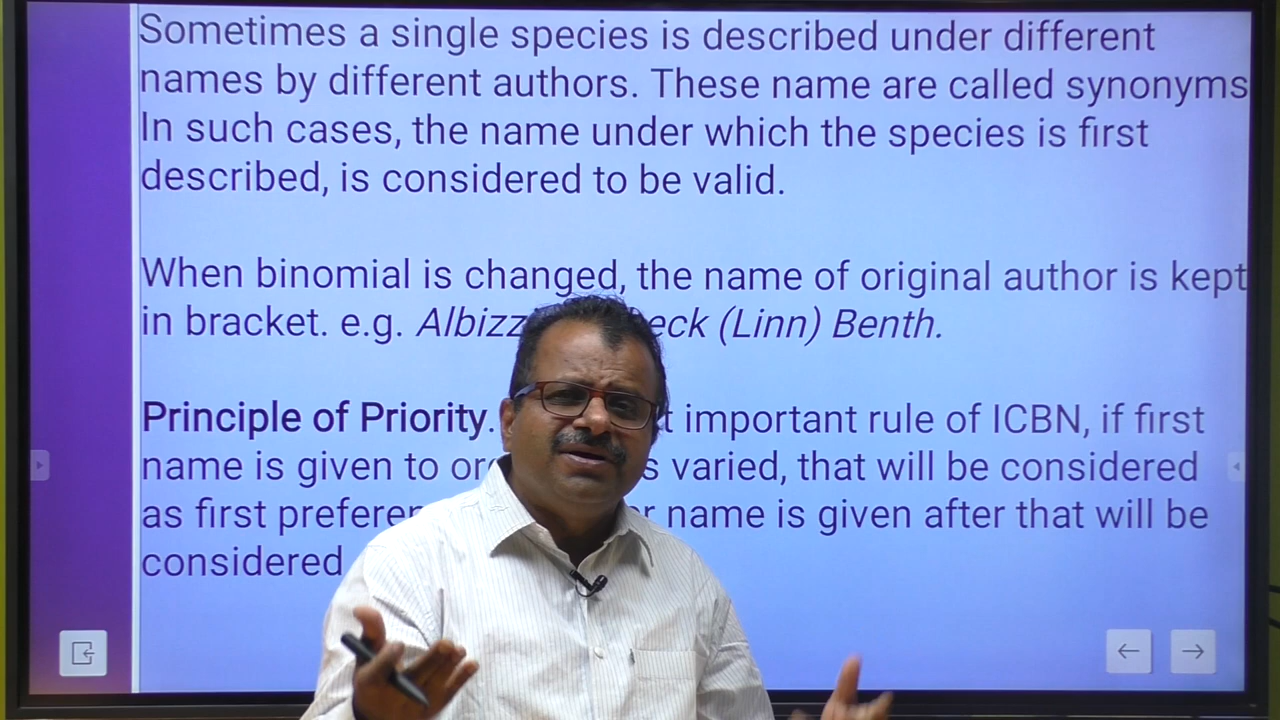 Sometimes a single species is described under different
names by different authors. These name are called synonyms
In such cases, the name under which the species is first
described, is considered to be valid.
When binomial is changed, the name of original author is kept
in bracket. e.g. Albizz eck (Linn) Benth.
Principle of Priority. important rule of ICBN, if first
name is given to varied, that will be considered
as first name is given after that will be
considered